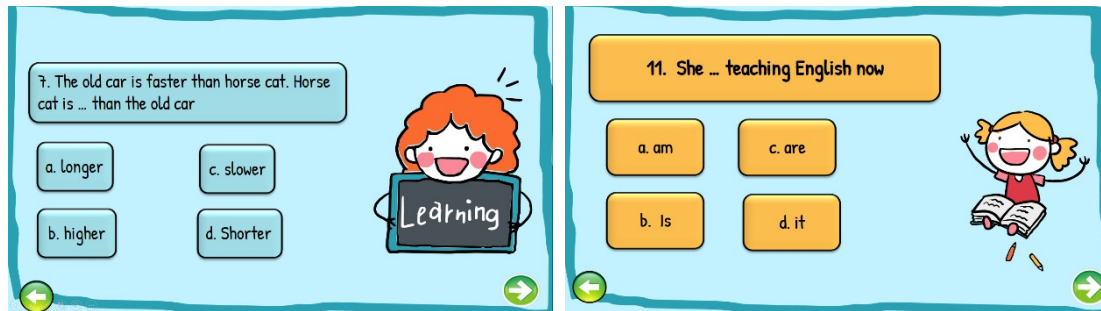 7. The old car is faster than horse cat. Horse
cat is ... than the old car
a. longer
c. slower
b. higher
d. Shorter
Learning
11. She ... teaching English now
a. am
c. are
b. Is
d. it